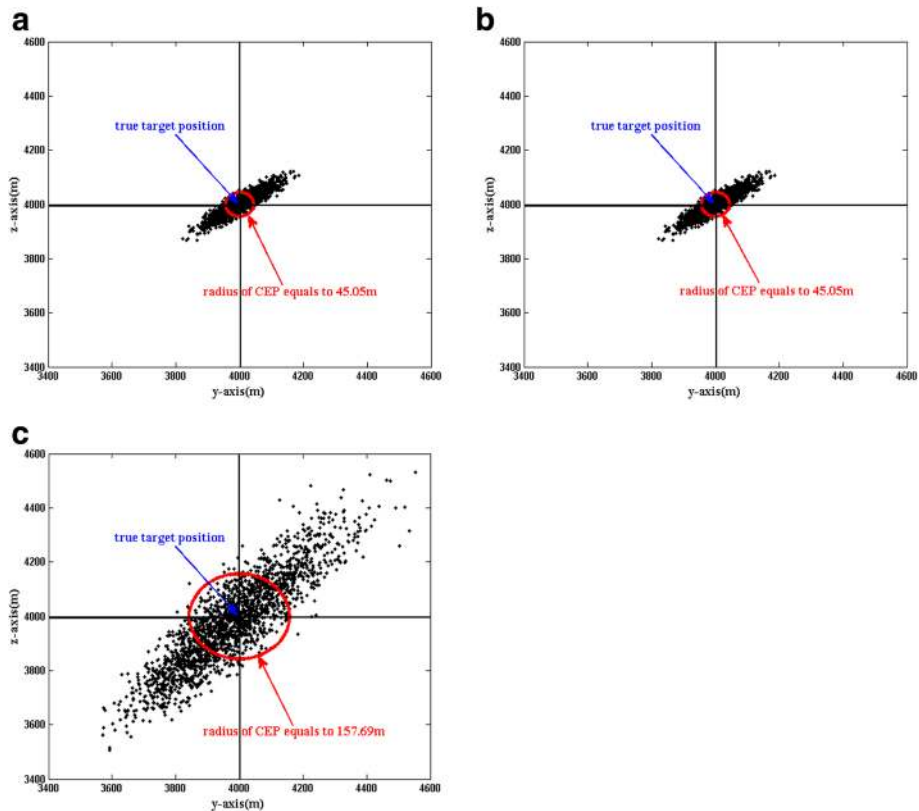 a
4600
4400
4200
4000
3800
3600
3400
z-axis(m)
true target position
radius of CEP equals to 45.05m
3400 3600 3800 4000 4200 4400 4600
y-axis(m)
b
4600
4400
4200
4000
3800
3600
3400
z-axis(m)
true target position
radius of CEP equals to 45.05m
3400 3600 3800 4000 4200 4400 4600
y-axis(m)
c
4600
4400
4200
4000
3800
3600
3400
z-axis(m)
true target position
radius of CEP equals to 157.69m
3400 3600 3800 4000 4200 4400 4600
y-axis(m)